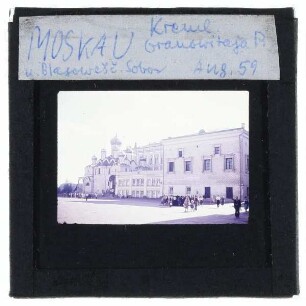 MOSKAU Kreml
Granowitaja P.
u. Blagowešč. Sobor Aug. 59